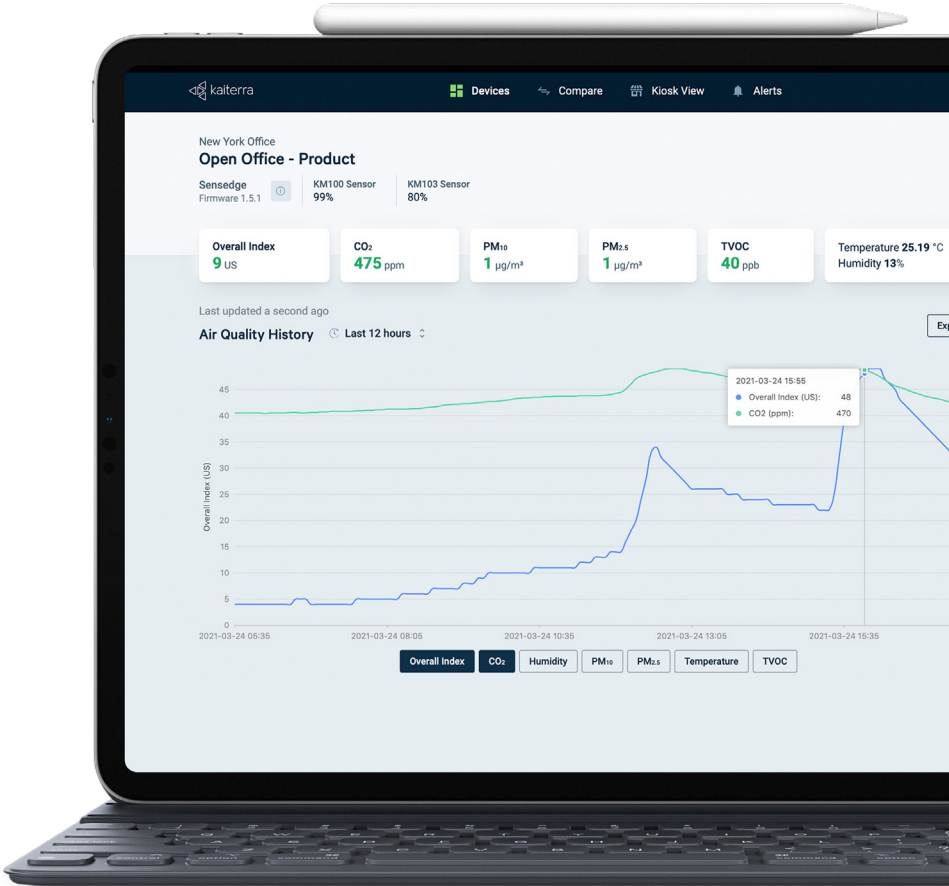 kaiterra
Devices Compare Kiosk View Alerts
New York Office
Open Office - Product
Sensedge KM100 Sensor KM103 Sensor
Firmware 1.5.1 99% 80%
Overall Index CO₂ PM₁₀ PM₂.₅ TVOC Temperature 25.19 °C
9 US 475 ppm 1 µg/m³ 1 µg/m³ 40 ppb Humidity 13%
Last updated a second ago
Air Quality History Last 12 hours
Overall Index (US)
45
40
35
30
25
20
15
10
5
0
2021-03-24 15:55
Overall Index (US): 48
CO2 (ppm): 470
2021-03-24 05:35 2021-03-24 08:05 2021-03-24 10:35 2021-03-24 13:05 2021-03-24 15:35
Overall Index CO₂ Humidity PM₁₀ PM₂.₅ Temperature TVOC
control option command command option